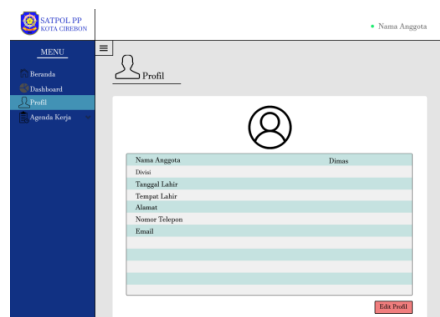 SATPOL PP
KOTA CIREBON
Nama Anggota
MENU
Beranda
Dashboard
Profil
Agenda Kerja
Profil
Nama Anggota Dimas
Divisi
Tanggal Lahir
Tempat Lahir
Alamat
Nomor Telepon
Email
Edit Profil